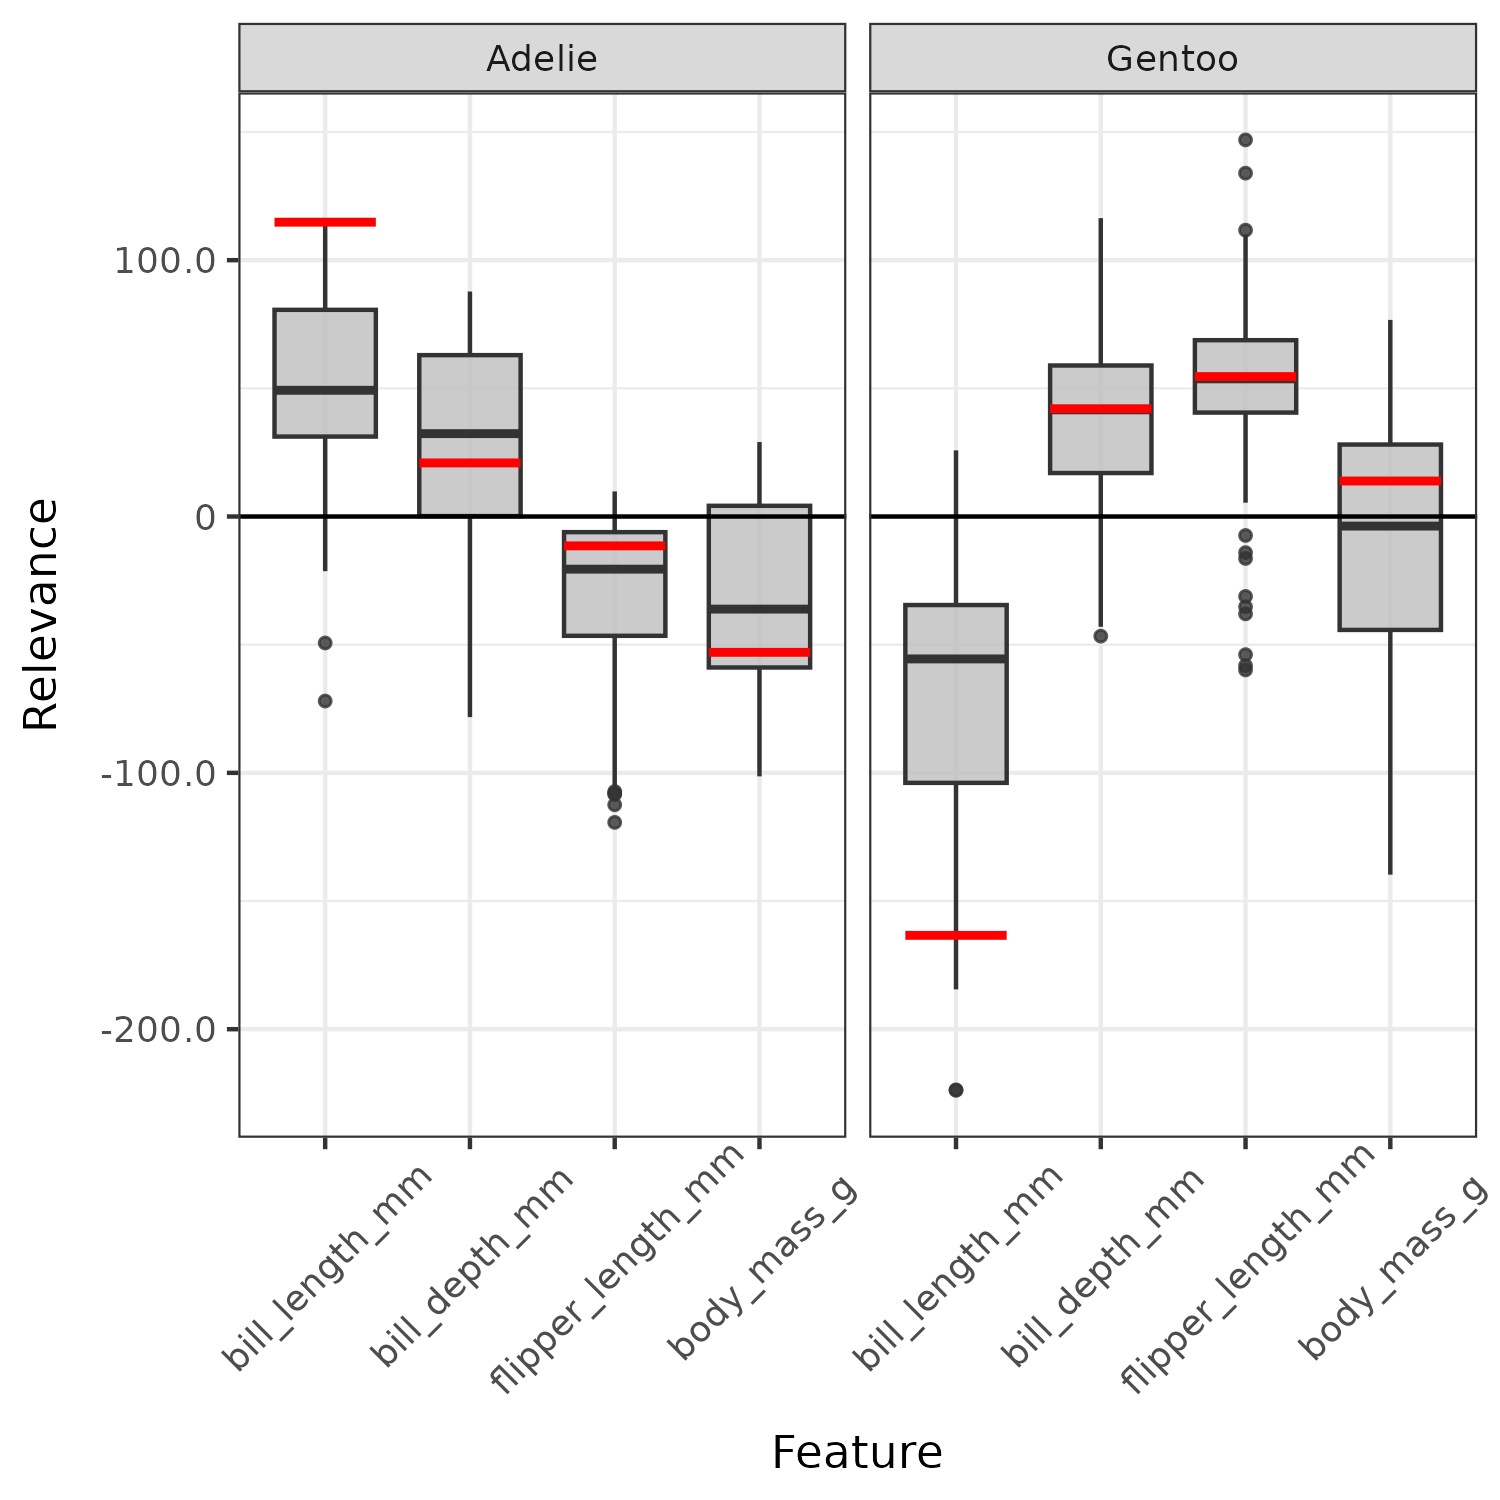 Adelie
Gentoo
Relevance
100.0
0
-100.0
-200.0
bill_length_mm
bill_depth_mm
flipper_length_mm
body_mass_g
bill_length_mm
bill_depth_mm
flipper_length_mm
body_mass_g
Feature